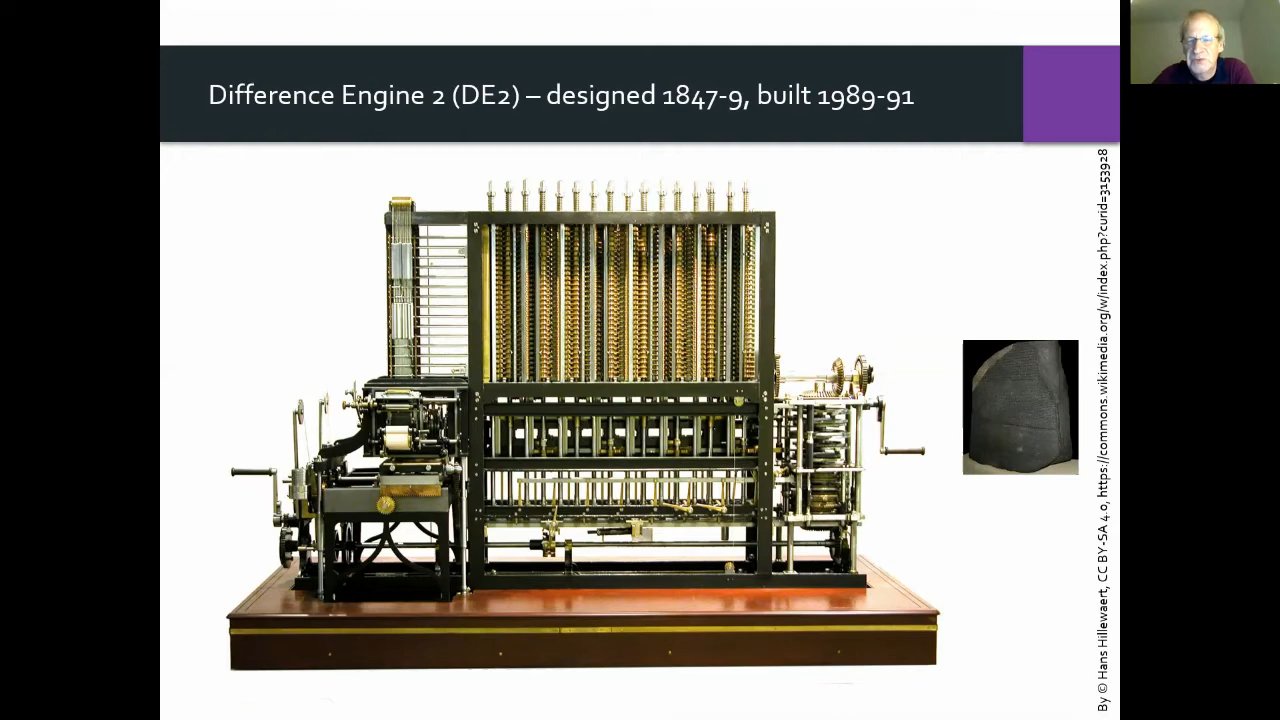 Difference Engine 2 (DE2) – designed 1847-9, built 1989-91
By © Hans Hillewaert, CC BY-SA 4.0, https://commons.wikimedia.org/w/index.php?curid=3153928